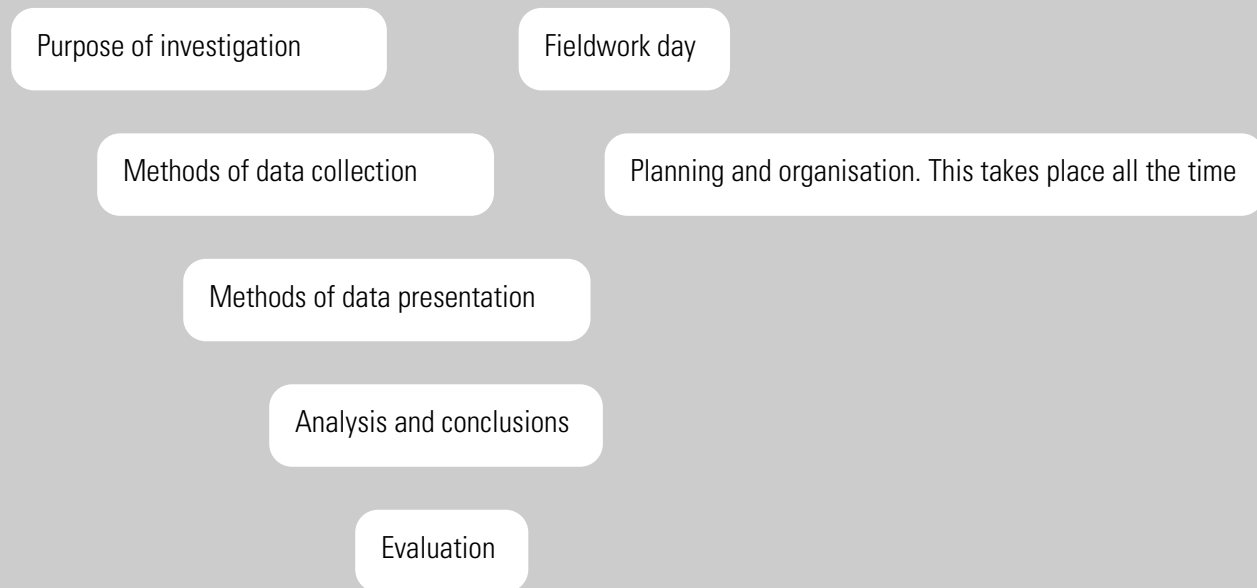 Purpose of investigation
Fieldwork day
Methods of data collection
Planning and organisation. This takes place all the time
Methods of data presentation
Analysis and conclusions
Evaluation